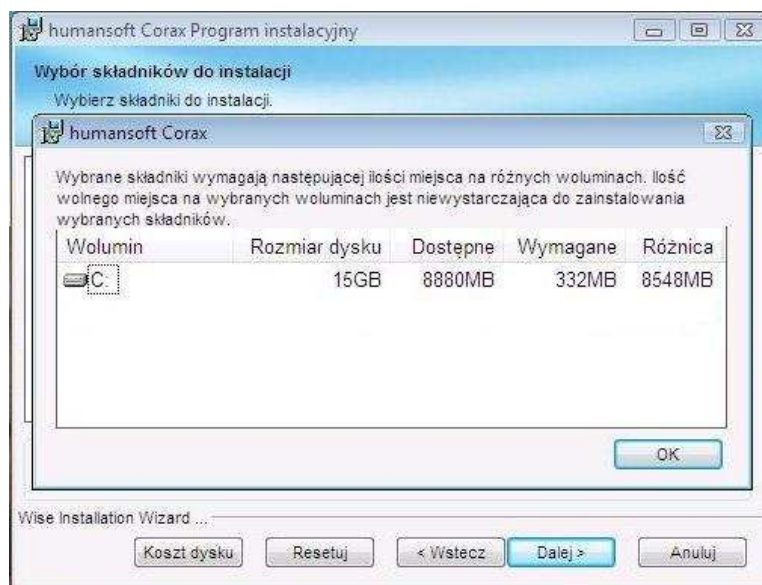 humansoft Corax Program instalacyjny
Wybór składników do instalacji
Wybierz składniki do instalacji.
humansoft Corax
Wybrane składniki wymagają następującej ilości miejsca na różnych woluminach. Ilość
wolnego miejsca na wybranych woluminach jest niewystarczająca do zainstalowania
wybranych składników.
Wolumin Rozmiar dysku Dostępne Wymagane Różnica
C: 15GB 8880MB 332MB 8548MB
OK
Wise Installation Wizard ...
Koszt dysku Resetuj < Wstecz Dalej > Anuluj